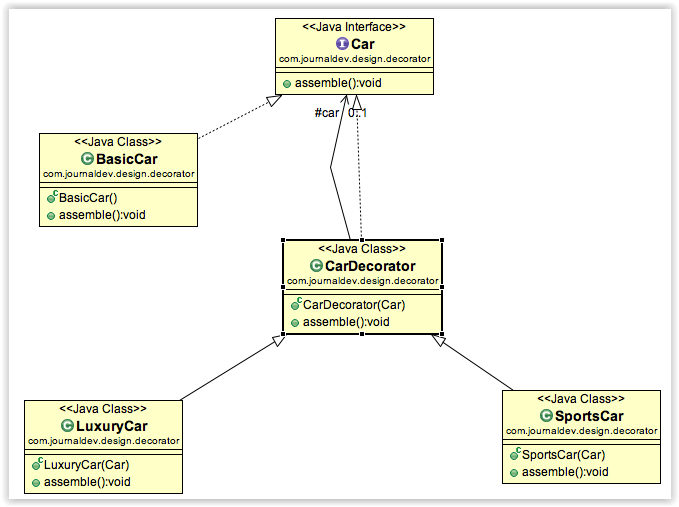 <<Java Interface>>
I Car
com.journaldev.design.decorator
assemble():void
#car 0..1
<<Java Class>>
C BasicCar
com.journaldev.design.decorator
C BasicCar()
assemble():void
<<Java Class>>
C CarDecorator
com.journaldev.design.decorator
C CarDecorator(Car)
assemble():void
<<Java Class>>
C LuxuryCar
com.journaldev.design.decorator
C LuxuryCar(Car)
assemble():void
<<Java Class>>
C SportsCar
com.journaldev.design.decorator
C SportsCar(Car)
assemble():void